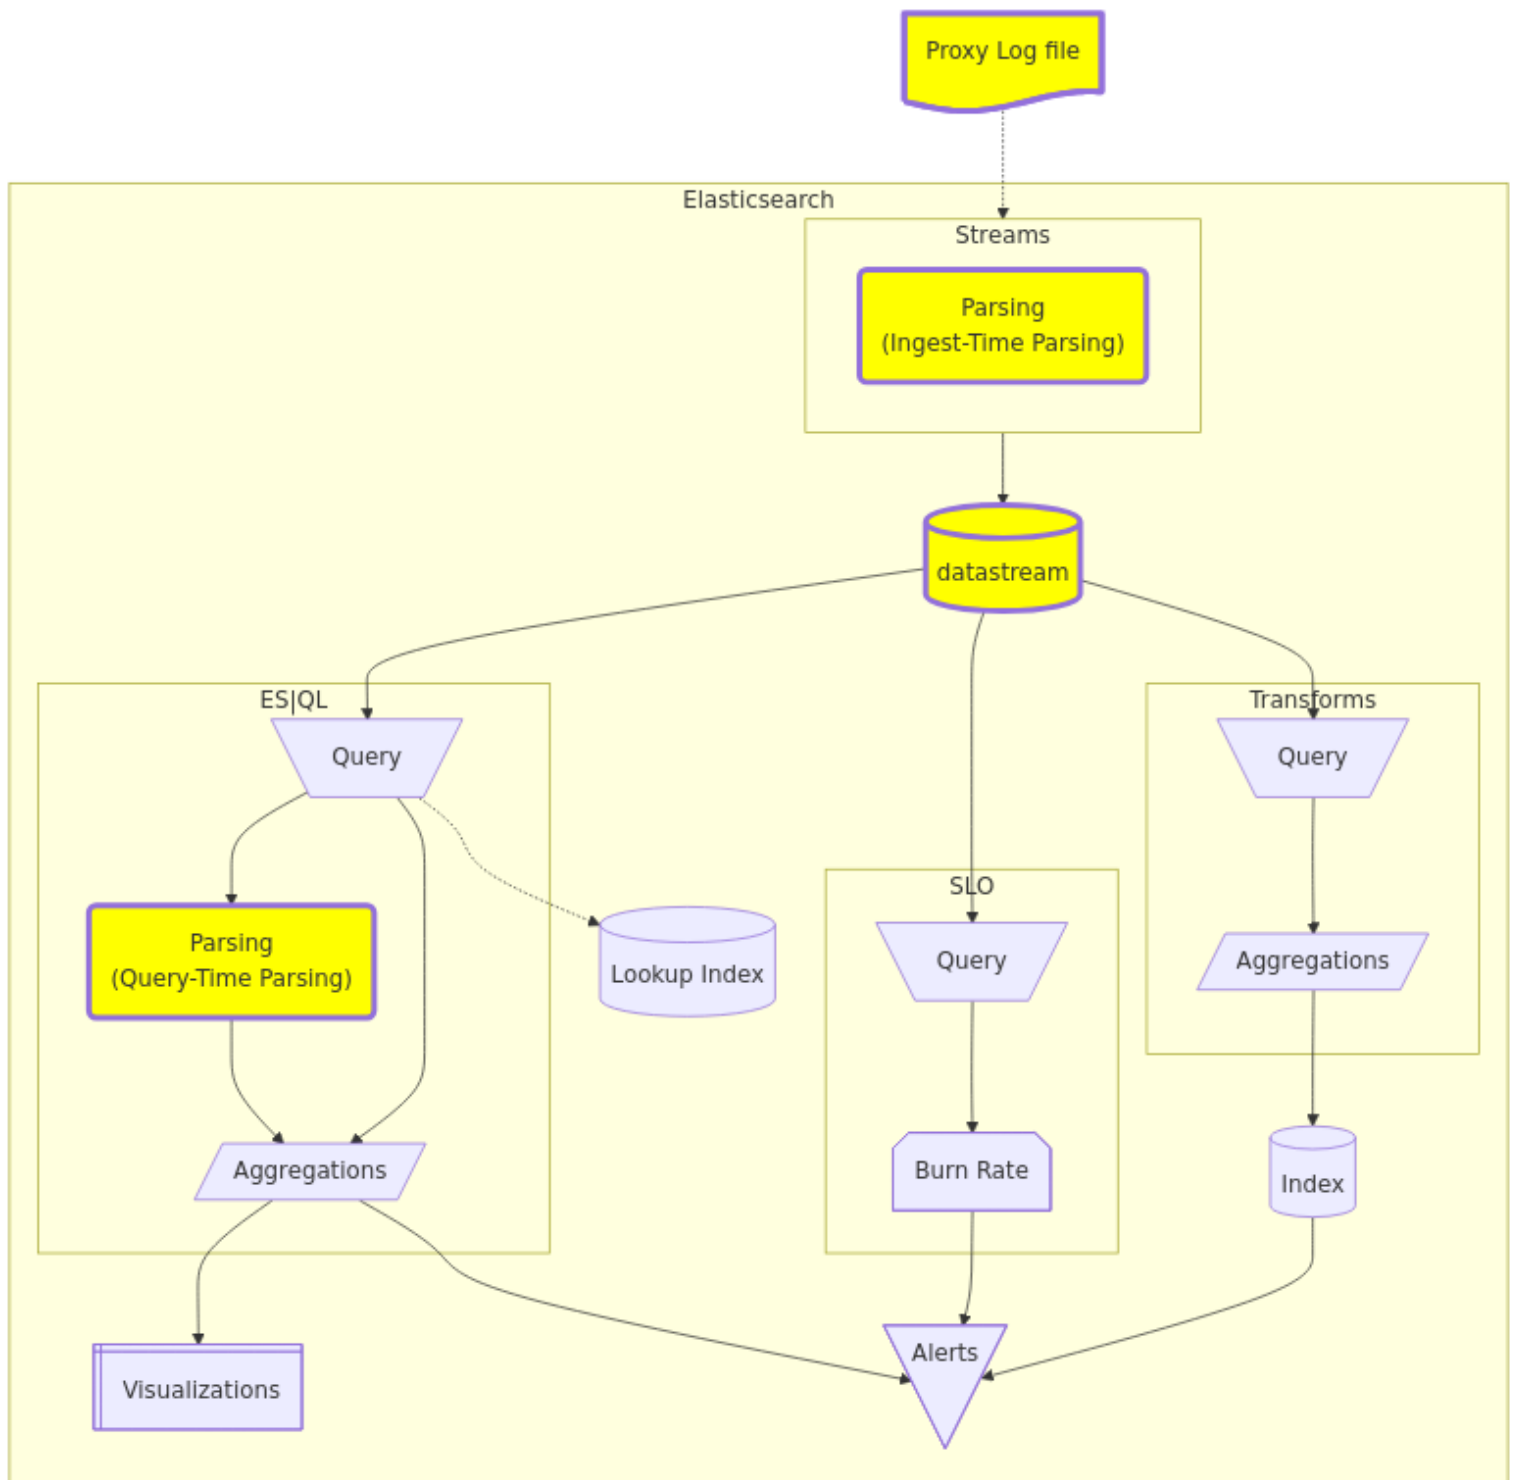 Proxy Log file
Elasticsearch
Streams
Parsing
(Ingest-Time Parsing)
datastream
ES|QL
Query
Transforms
Query
SLO
Parsing
(Query-Time Parsing)
Lookup Index
Query
Aggregations
Aggregations
Burn Rate
Index
Visualizations
Alerts